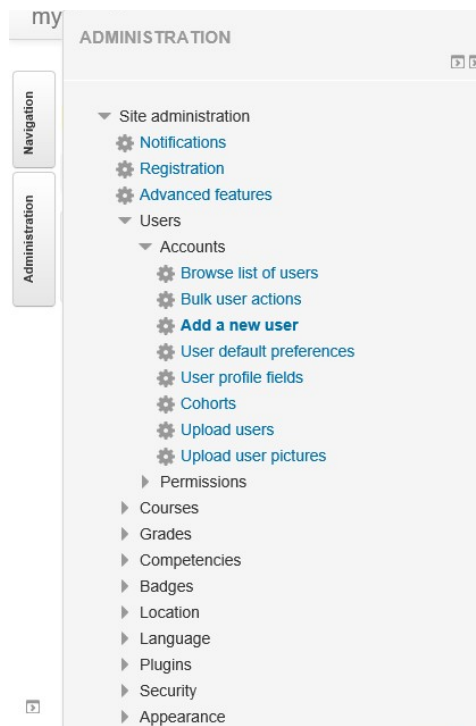 my
ADMINISTRATION
Navigation
Administration
Site administration
Notifications
Registration
Advanced features
Users
Accounts
Browse list of users
Bulk user actions
Add a new user
User default preferences
User profile fields
Cohorts
Upload users
Upload user pictures
Permissions
Courses
Grades
Competencies
Badges
Location
Language
Plugins
Security
Appearance